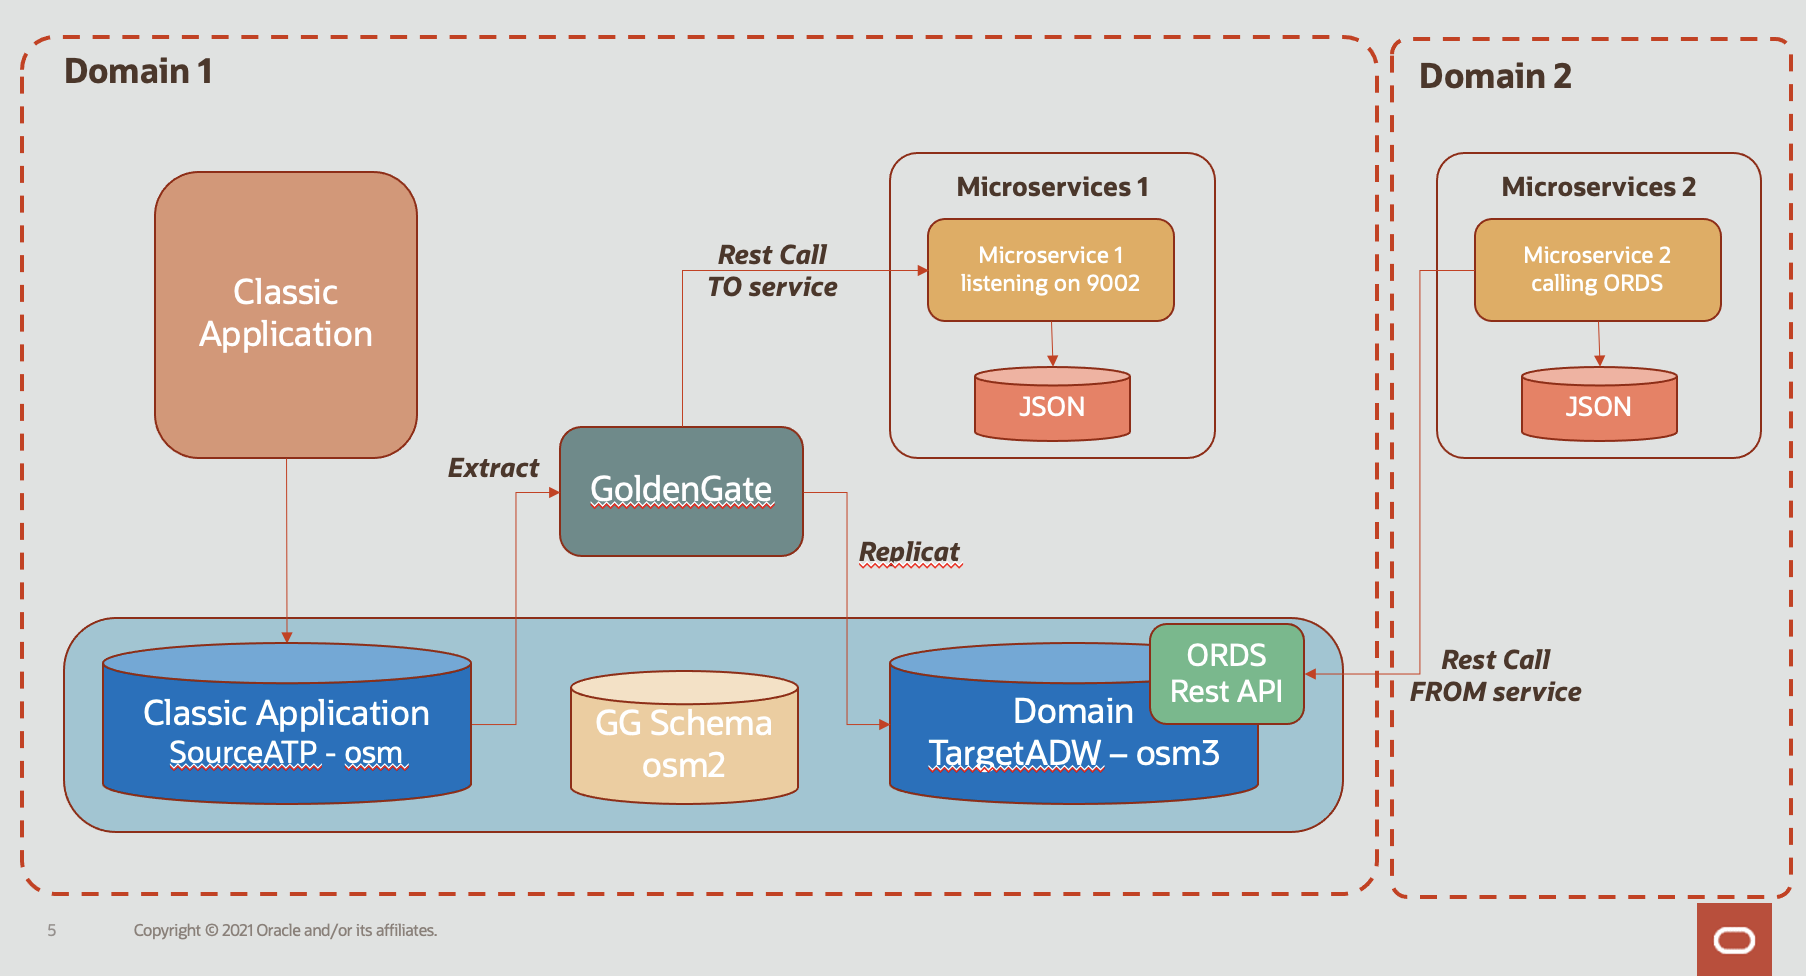 Domain 1
Domain 2
Classic
Application
Microservices 1
Microservice 1
listening on 9002
JSON
Microservices 2
Microservice 2
calling ORDS
JSON
Rest Call
TO service
Extract
GoldenGate
Replicat
Classic Application
SourceATP - osm
GG Schema
osm2
Domain
TargetADW – osm3
ORDS
Rest API
Rest Call
FROM service
5
Copyright © 2021 Oracle and/or its affiliates.